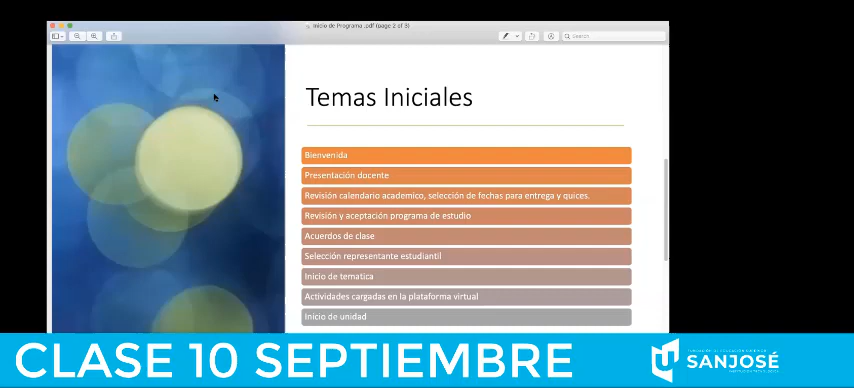 Inicio de Programa .pdf (page 2 of 3)
Search
Temas Iniciales
Bienvenida
Presentación docente
Revisión calendario academico, selección de fechas para entrega y quices.
Revisión y aceptación programa de estudio
Acuerdos de clase
Selección representante estudiantil
Inicio de tematica
Actividades cargadas en la plataforma virtual
Inicio de unidad
CLASE 10 SEPTIEMBRE
SANJOSÉ